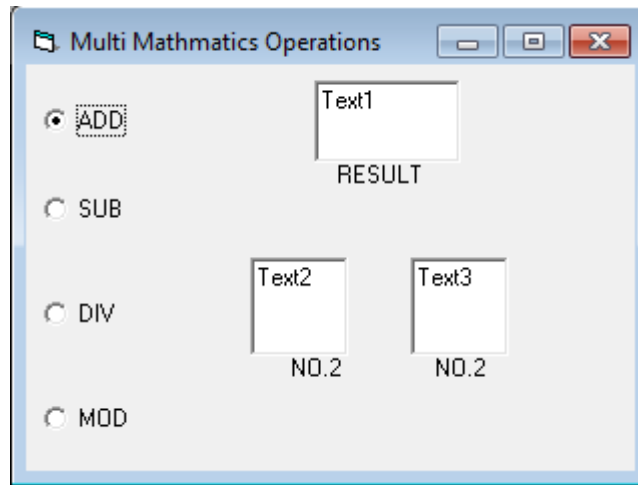 Multi Mathmatics Operations
ADD
Text1
RESULT
SUB
Text2
Text3
DIV
NO.2
NO.2
MOD